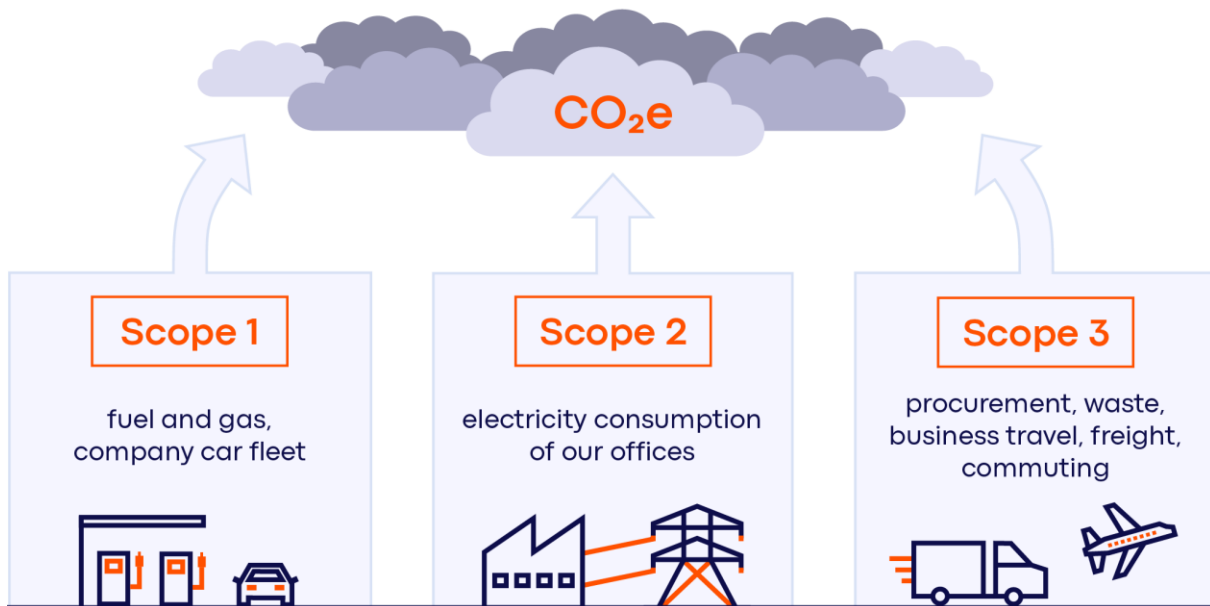 CO₂e
Scope 1
fuel and gas,
company car fleet
Scope 2
electricity consumption
of our offices
Scope 3
procurement, waste,
business travel, freight,
commuting